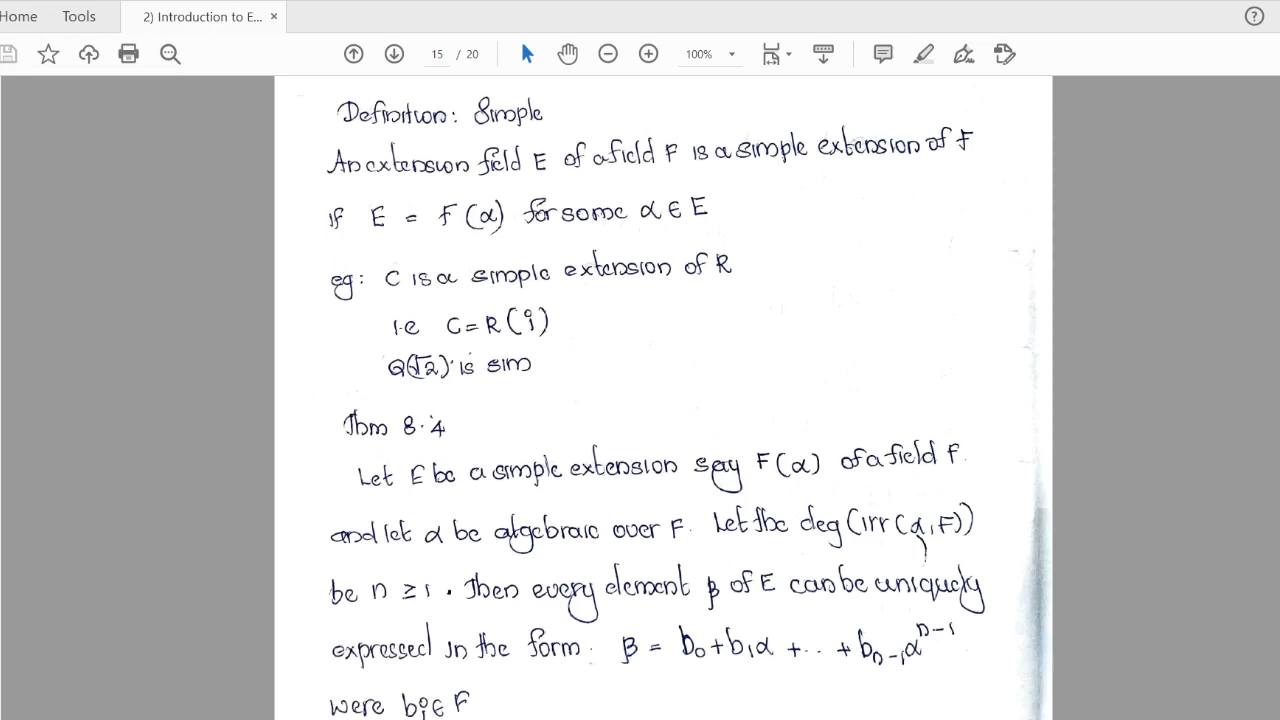 Home Tools 2) Introduction to E... ×
15 / 20 100%
Definition: Simple
An extension field E of a field F is a simple extension of F
if E = F(α) for some α ∈ E
eg: C is a simple extension of R
i.e C = R(i)
Q(√2) is sim
Thm 8.4
Let E be a simple extension say F(α) of a field F.
and let α be algebraic over F. Let the deg(irr(α,F))
be n ≥ 1. Then every element β of E can be uniquely
expressed in the form. β = b₀+b₁α +..+ bₙ₋₁αⁿ⁻¹
were bᵢ∈ F